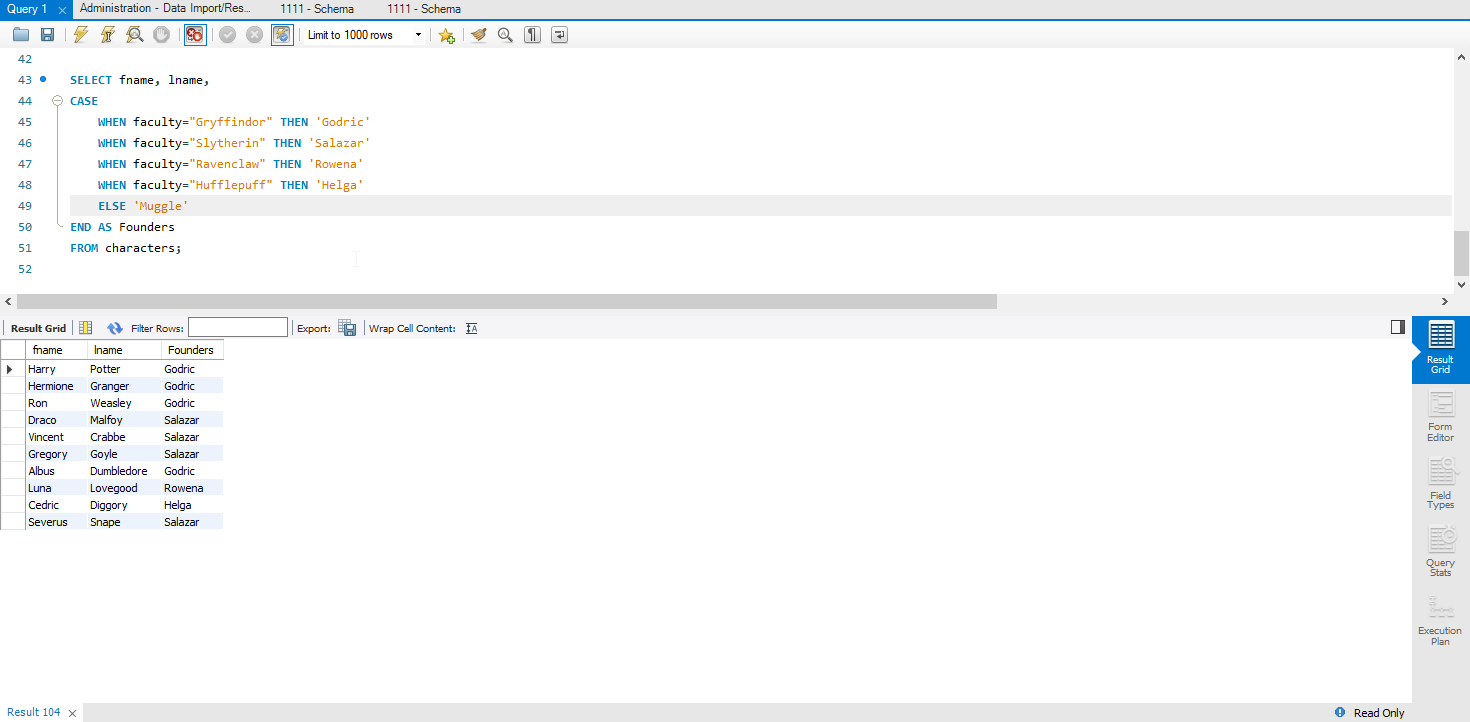 Query 1 Administration - Data Import/Res... 1111 - Schema 1111 - Schema
Limit to 1000 rows
42
43 SELECT fname, lname,
44 CASE
45 WHEN faculty="Gryffindor" THEN 'Godric'
46 WHEN faculty="Slytherin" THEN 'Salazar'
47 WHEN faculty="Ravenclaw" THEN 'Rowena'
48 WHEN faculty="Hufflepuff" THEN 'Helga'
49 ELSE 'Muggle'
50 END AS Founders
51 FROM characters;
52
Result Grid Filter Rows: Export: Wrap Cell Content: IA
fname lname Founders
Harry Potter Godric
Hermione Granger Godric
Ron Weasley Godric
Draco Malfoy Salazar
Vincent Crabbe Salazar
Gregory Goyle Salazar
Albus Dumbledore Godric
Luna Lovegood Rowena
Cedric Diggory Helga
Severus Snape Salazar
Result
Grid
Form
Editor
Field
Types
Query
Stats
Execution
Plan
Result 104 Read Only